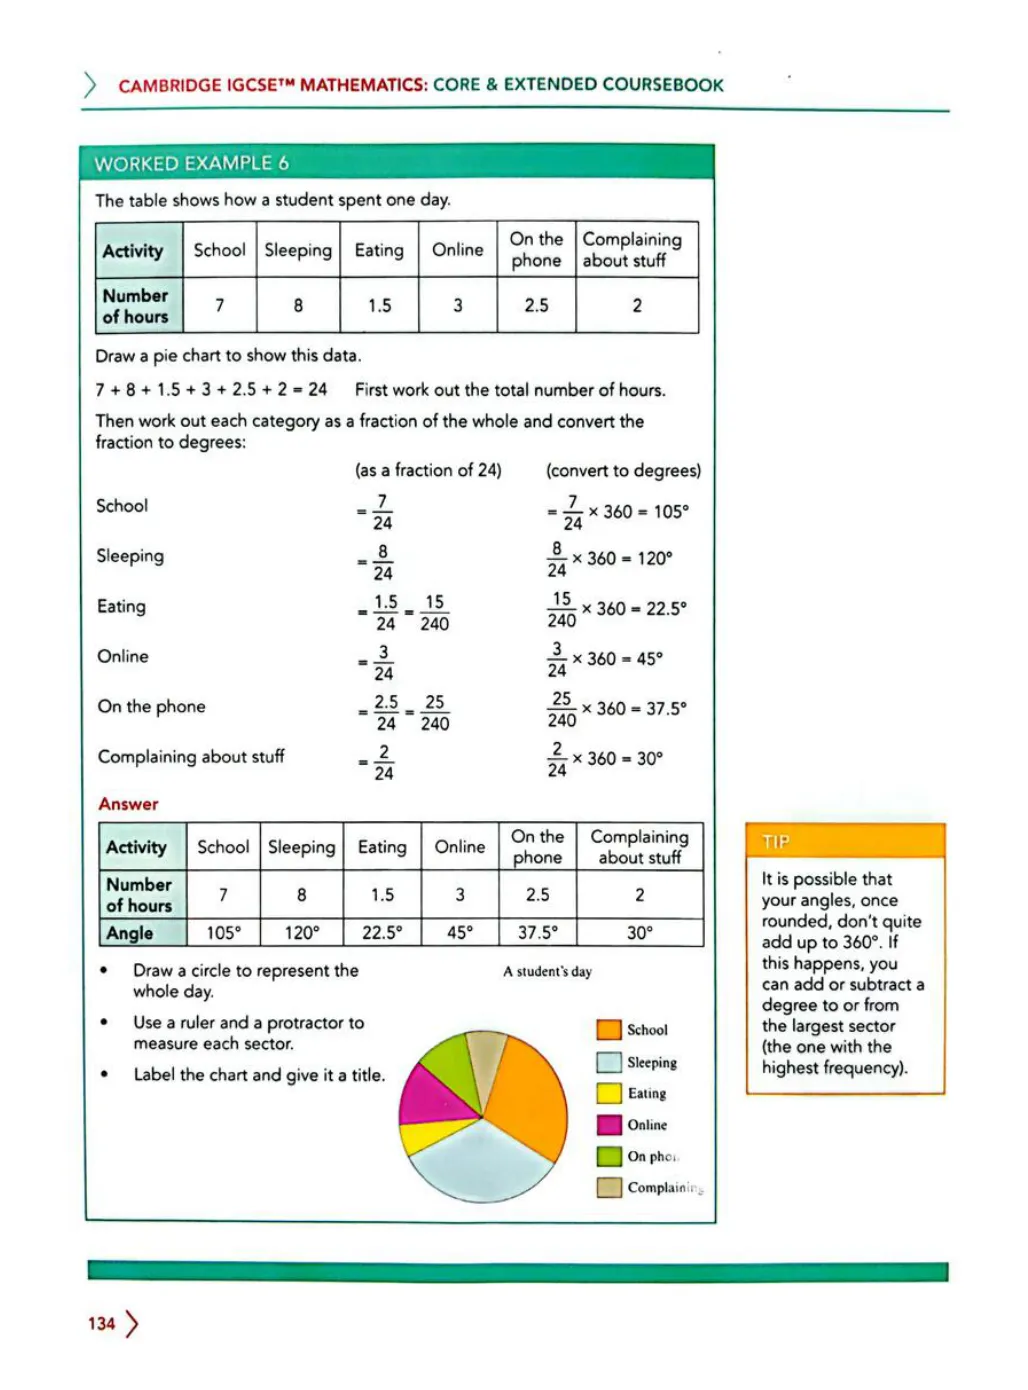 CAMBRIDGE IGCSE™ MATHEMATICS: CORE & EXTENDED COURSEBOOK
WORKED EXAMPLE 6
The table shows how a student spent one day.
Activity School Sleeping Eating Online On the phone Complaining about stuff
Number of hours 7 8 1.5 3 2.5 2
Draw a pie chart to show this data.
7 + 8 + 1.5 + 3 + 2.5 + 2 = 24 First work out the total number of hours.
Then work out each category as a fraction of the whole and convert the
fraction to degrees:
(as a fraction of 24) (convert to degrees)
School = 7/24 = 7/24 × 360 = 105°
Sleeping = 8/24 8/24 × 360 = 120°
Eating = 1.5/24 = 15/240 15/240 × 360 = 22.5°
Online = 3/24 3/24 × 360 = 45°
On the phone = 2.5/24 = 25/240 25/240 × 360 = 37.5°
Complaining about stuff = 2/24 2/24 × 360 = 30°
Answer
Activity School Sleeping Eating Online On the phone Complaining about stuff
Number of hours 7 8 1.5 3 2.5 2
Angle 105° 120° 22.5° 45° 37.5° 30°
• Draw a circle to represent the
whole day.
• Use a ruler and a protractor to
measure each sector.
• Label the chart and give it a title.
A student's day
School
Sleeping
Eating
Online
On
TIP
It is possible that
your angles, once
rounded, don't quite
add up to 360°. If
this happens, you
can add or subtract a
degree to or from
the largest sector
(the one with the
highest frequency).
134